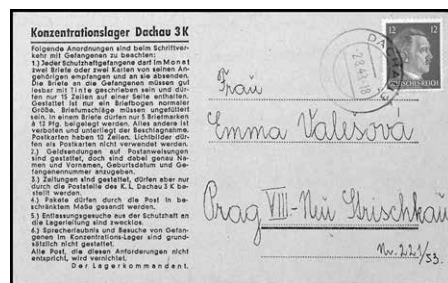 Konzentrationslager Dachau 3K
Folgende Anordnungen sind beim Schriftver-
kehr mit Gefangenen zu beachten:
1.) Jeder Schutzhaftgefangene darf im Monat
zwei Briefe oder zwei Karten von seinen An-
gehörigen empfangen und an sie absenden.
Die Briefe an die Gefangenen müssen gut
lesbar mit Tinte geschrieben sein und dür-
fen nur 15 Zeilen auf einer Seite enthalten.
Gestattet ist nur ein Briefbogen normaler
Größe. Briefumschläge müssen ungefüttert
sein. In einem Briefe dürfen nur 5 Briefmarken
à 12 Pfg. beigelegt werden. Alles andere ist
verboten und unterliegt der Beschlagnahme.
Postkarten haben 10 Zeilen. Lichtbilder dür-
fen als Postkarten nicht verwendet werden.
2.) Geldsendungen auf Postanweisungen
sind gestattet, doch sind dabei genau Na-
men und Vornamen, Geburtsdatum und Ge-
fangenennummer anzugeben.
3.) Zeitungen sind gestattet, dürfen aber nur
durch die Poststelle des K.L. Dachau 3 K be-
stellt werden.
4.) Pakete dürfen durch die Post in be-
schränktem Maße gesandt werden.
5.) Entlassungsgesuche aus der Schutzhaft an
die Lagerleitung sind zwecklos.
6.) Sprecherlaubnis und Besuche von Gefan-
genen im Konzentrations-Lager sind grund-
sätzlich nicht gestattet.
Alle Post, die diesen Anforderungen nicht
entspricht, wird vernichtet.
Der Lagerkommandant.
DACHAU
12 12
DEUTSCHES REICH
Frau
Emma Valešová
Prag VIII.-Neu Strischkau
Nr. 221/53.